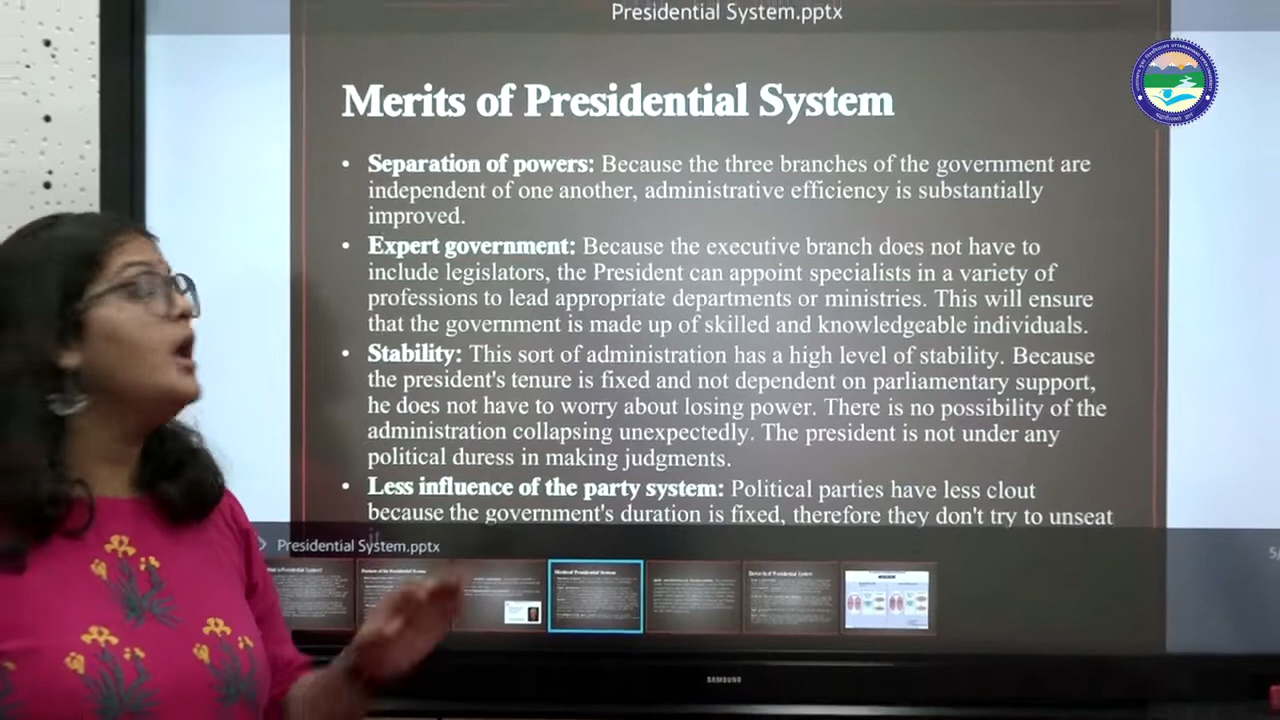 Presidential System.pptx
Merits of Presidential System
• Separation of powers: Because the three branches of the government are
independent of one another, administrative efficiency is substantially
improved.
• Expert government: Because the executive branch does not have to
include legislators, the President can appoint specialists in a variety of
professions to lead appropriate departments or ministries. This will ensure
that the government is made up of skilled and knowledgeable individuals.
• Stability: This sort of administration has a high level of stability. Because
the president's tenure is fixed and not dependent on parliamentary support,
he does not have to worry about losing power. There is no possibility of the
administration collapsing unexpectedly. The president is not under any
political duress in making judgments.
• Less influence of the party system: Political parties have less clout
because the government's duration is fixed, therefore they don't try to unseat
Presidential System.pptx
5/
Merits of Presidential System
SAMSUNG